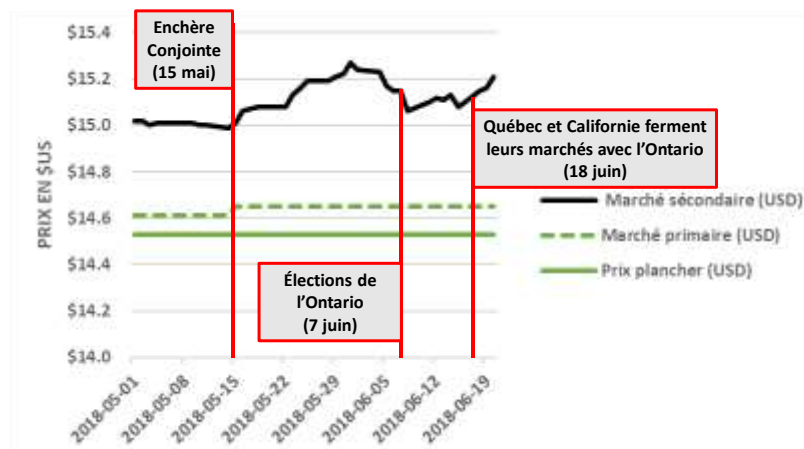 $15.4
$15.2
$15.0
$14.8
$14.6
$14.4
$14.2
$14.0
PRIX EN $US
Enchère
Conjointe
(15 mai)
Québec et Californie ferment
leurs marchés avec l'Ontario
(18 juin)
Élections de
l'Ontario
(7 juin)
Marché sécondaire (USD)
Marché primaire (USD)
Prix plancher (USD)
2018-05-01
2018-05-08
2018-05-15
2018-05-22
2018-05-29
2018-06-05
2018-06-12
2018-06-19